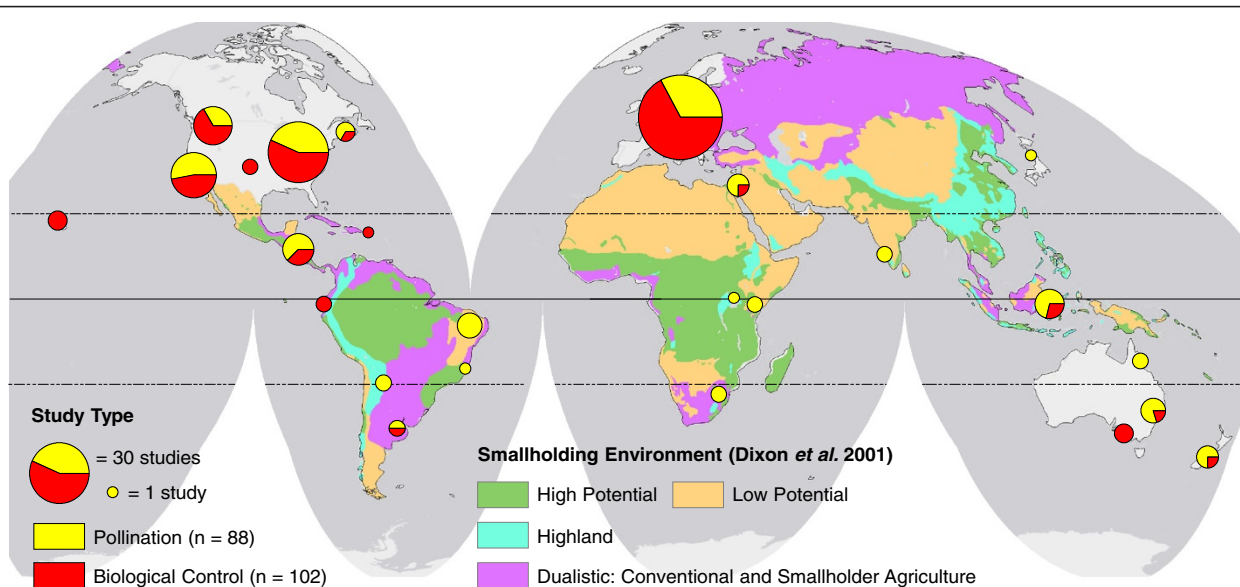 Study Type
= 30 studies
= 1 study
Pollination (n = 88)
Biological Control (n = 102)
Smallholding Environment (Dixon et al. 2001)
High Potential Low Potential
Highland
Dualistic: Conventional and Smallholder Agriculture